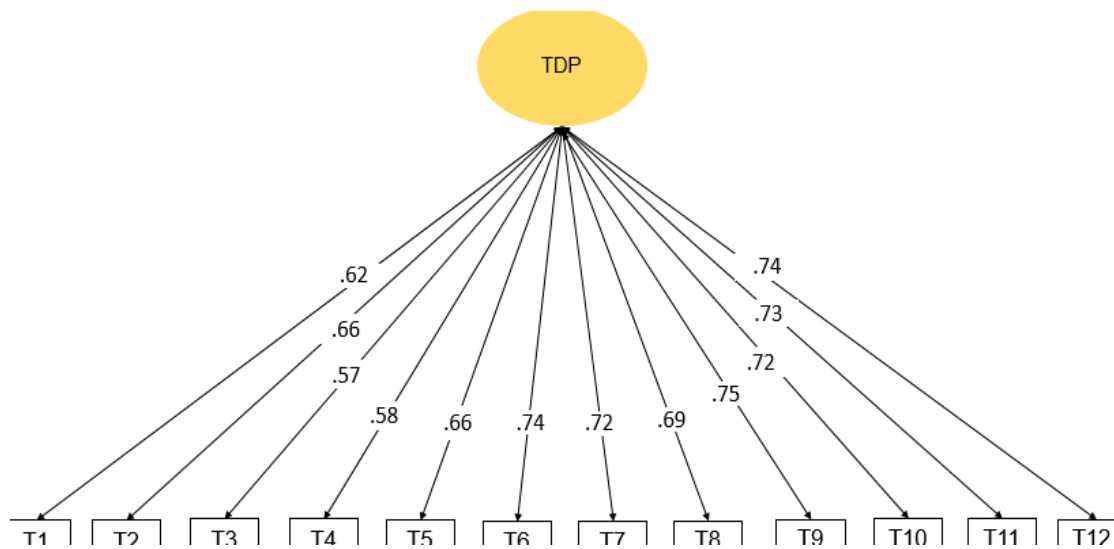 TDP
.62
.74
.66
.73
.57
.72
.58
.66
.74
.72
.69
.75
T1
T2
T3
T4
T5
T6
T7
T8
T9
T10
T11
T12